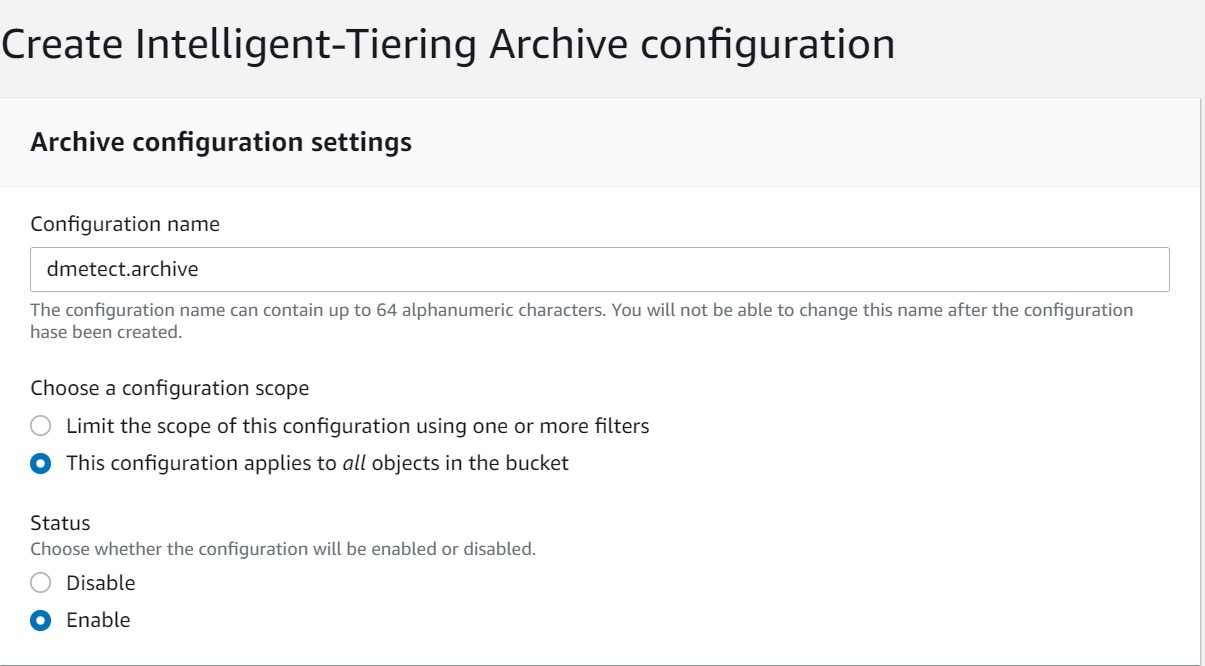 Create Intelligent-Tiering Archive configuration
Archive configuration settings
Configuration name
dmetect.archive
The configuration name can contain up to 64 alphanumeric characters. You will not be able to change this name after the configuration
hase been created.
Choose a configuration scope
Limit the scope of this configuration using one or more filters
This configuration applies to all objects in the bucket
Status
Choose whether the configuration will be enabled or disabled.
Disable
Enable